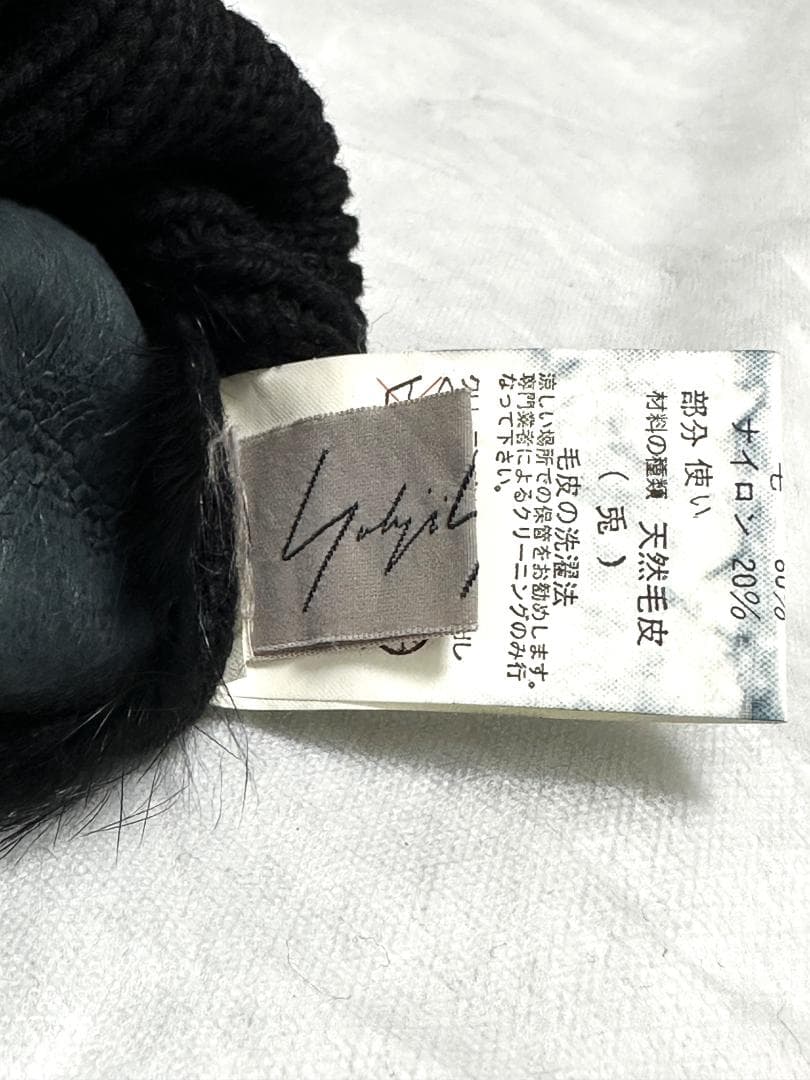 ナイロン 20%
部分使い
材料の種類 天然毛皮
(兎)
毛皮の洗濯法
涼しい場所での保管をお勧めします。
専門業者によるクリーニングのみ行
なって下さい。
Yohji